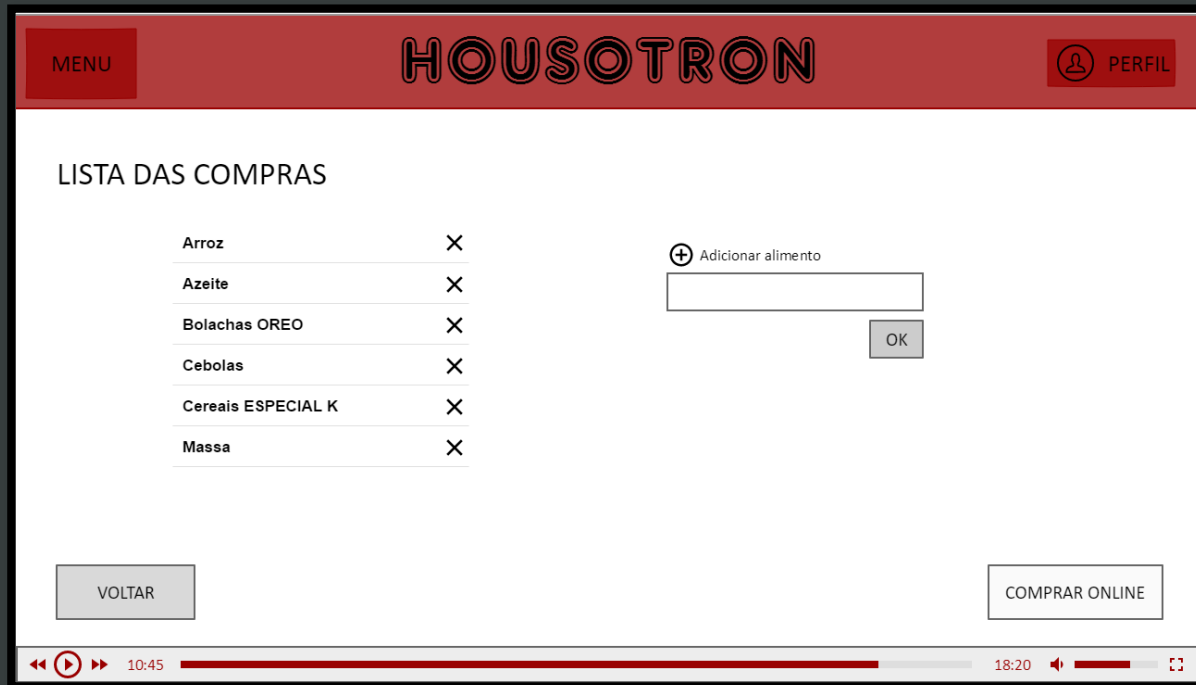 MENU
HOUSOTRON
PERFIL
LISTA DAS COMPRAS
Arroz
Azeite
Bolachas OREO
Cebolas
Cereais ESPECIAL K
Massa
Adicionar alimento
OK
VOLTAR
COMPRAR ONLINE
10:45
18:20